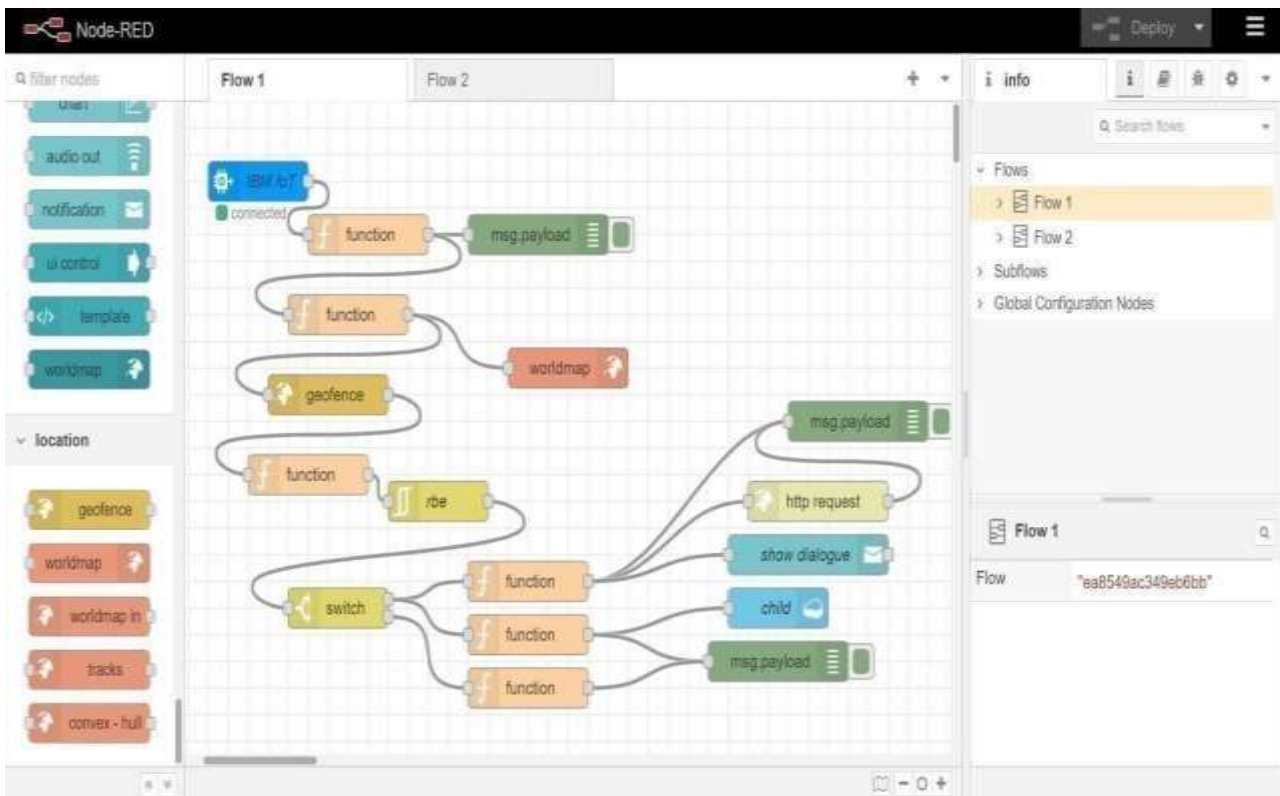 Node-RED
Deploy
filter nodes
chart
audio out
notification
ui control
template
worldmap
location
geofence
worldmap
worldmap in
tracks
convex - hull
Flow 1
Flow 2
IBM IoT
connected
function
msg.payload
function
worldmap
geofence
msg.payload
function
rbe
http request
show dialogue
function
switch
child
function
msg.payload
function
info
Search flows
Flows
Flow 1
Flow 2
Subflows
Global Configuration Nodes
Flow 1
Flow
"ea8549ac349eb6bb"